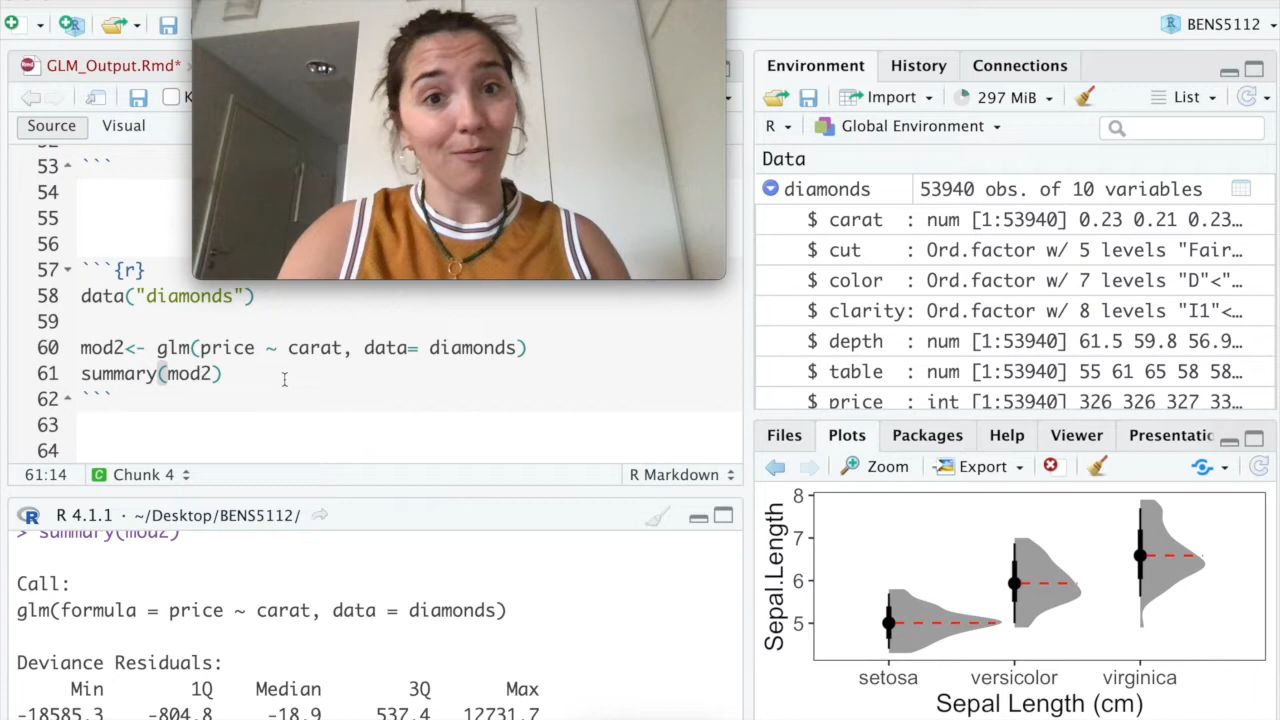 BENS5112
GLM_Output.Rmd*
Source Visual
53 ```
54
55
56
57 ```{r}
58 data("diamonds")
59
60 mod2<- glm(price ~ carat, data= diamonds)
61 summary(mod2)
62 ```
63
64
61:14 Chunk 4 R Markdown
R 4.1.1 · ~/Desktop/BENS5112/
> summary(mod2)
Call:
glm(formula = price ~ carat, data = diamonds)
Deviance Residuals:
Min 1Q Median 3Q Max
-18585.3 -804.8 -18.9 537.4 12731.7
Environment History Connections
Import 297 MiB List
R Global Environment
Data
diamonds 53940 obs. of 10 variables
$ carat : num [1:53940] 0.23 0.21 0.23…
$ cut : Ord.factor w/ 5 levels "Fair…
$ color : Ord.factor w/ 7 levels "D"<"…
$ clarity: Ord.factor w/ 8 levels "I1"<…
$ depth : num [1:53940] 61.5 59.8 56.9…
$ table : num [1:53940] 55 61 65 58 58…
$ price : int [1:53940] 326 326 327 33…
Files Plots Packages Help Viewer Presentatic
Zoom Export
8
7
6
5
Sepal.Length
setosa versicolor virginica
Sepal Length (cm)